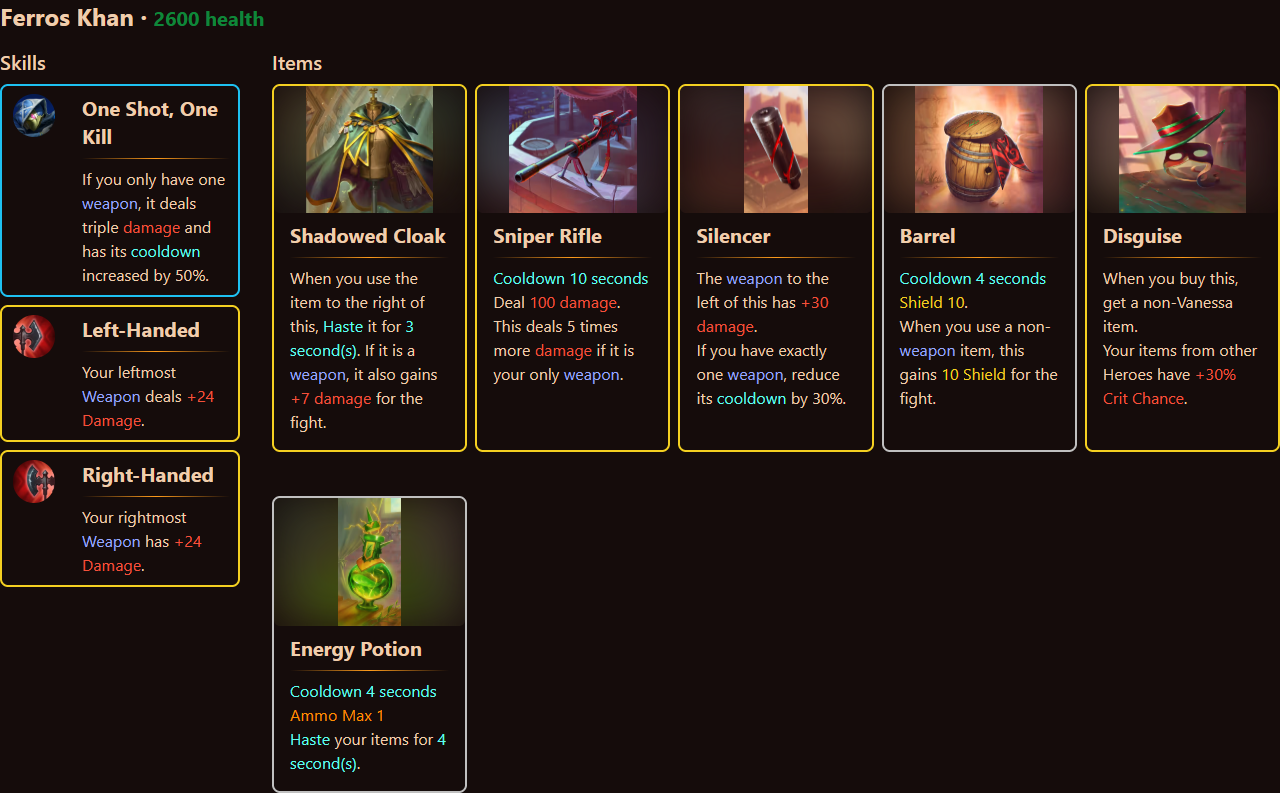 Ferros Khan · 2600 health
Skills
One Shot, One
Kill
If you only have one
weapon, it deals
triple damage and
has its cooldown
increased by 50%.
Left-Handed
Your leftmost
Weapon deals +24
Damage.
Right-Handed
Your rightmost
Weapon has +24
Damage.
Items
Shadowed Cloak
When you use the
item to the right of
this, Haste it for 3
second(s). If it is a
weapon, it also gains
+7 damage for the
fight.
Sniper Rifle
Cooldown 10 seconds
Deal 100 damage.
This deals 5 times
more damage if it is
your only weapon.
Silencer
The weapon to the
left of this has +30
damage.
If you have exactly
one weapon, reduce
its cooldown by 30%.
Barrel
Cooldown 4 seconds
Shield 10.
When you use a non-
weapon item, this
gains 10 Shield for the
fight.
Disguise
When you buy this,
get a non-Vanessa
item.
Your items from other
Heroes have +30%
Crit Chance.
Energy Potion
Cooldown 4 seconds
Ammo Max 1
Haste your items for 4
second(s).